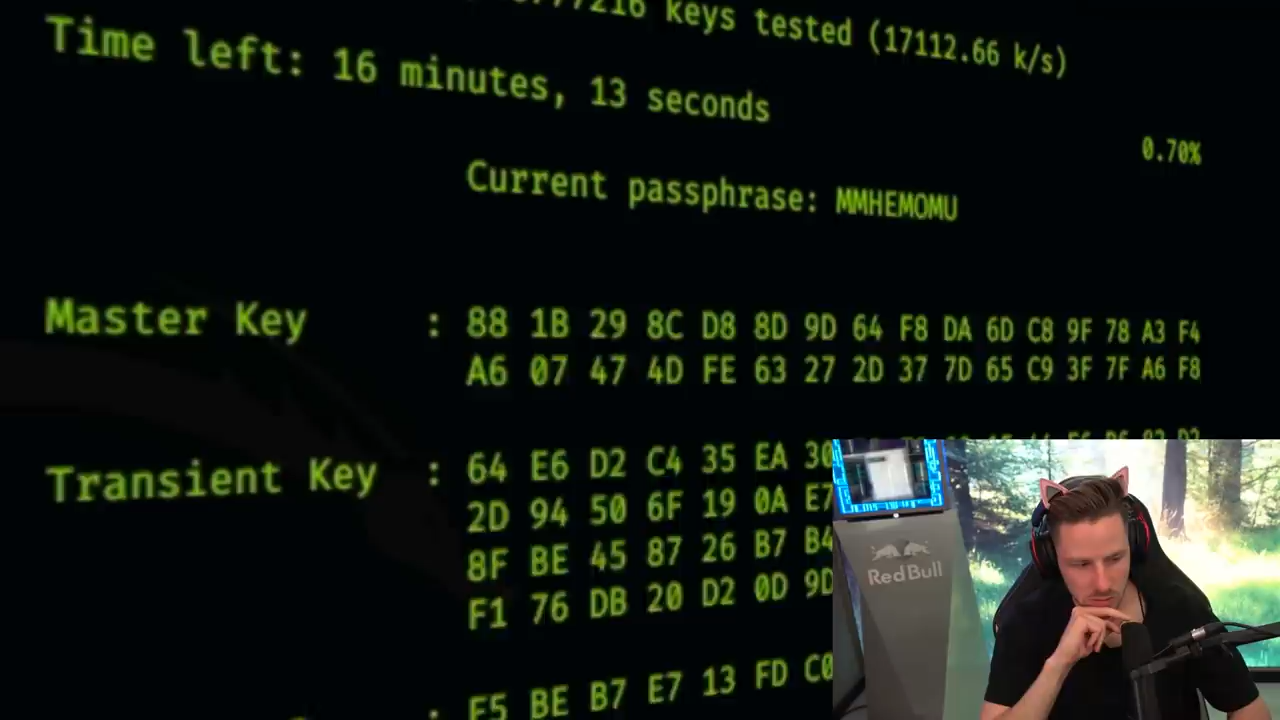 keys tested (17112.66 k/s)
Time left: 16 minutes, 13 seconds
0.70%
Current passphrase: MMHEMOMU
Master Key : 88 1B 29 8C D8 8D 9D 64 F8 DA 6D C8 9F 78 A3 F4
A6 07 47 4D FE 63 27 2D 37 7D 65 C9 3F 7F A6 F8
Transient Key : 64 E6 D2 C4 35 EA 30
2D 94 50 6F 19 0A E7
8F BE 45 87 26 B7 B4
F1 76 DB 20 D2 0D 9D
: F5 BE B7 E7 13 FD C0
Red Bull